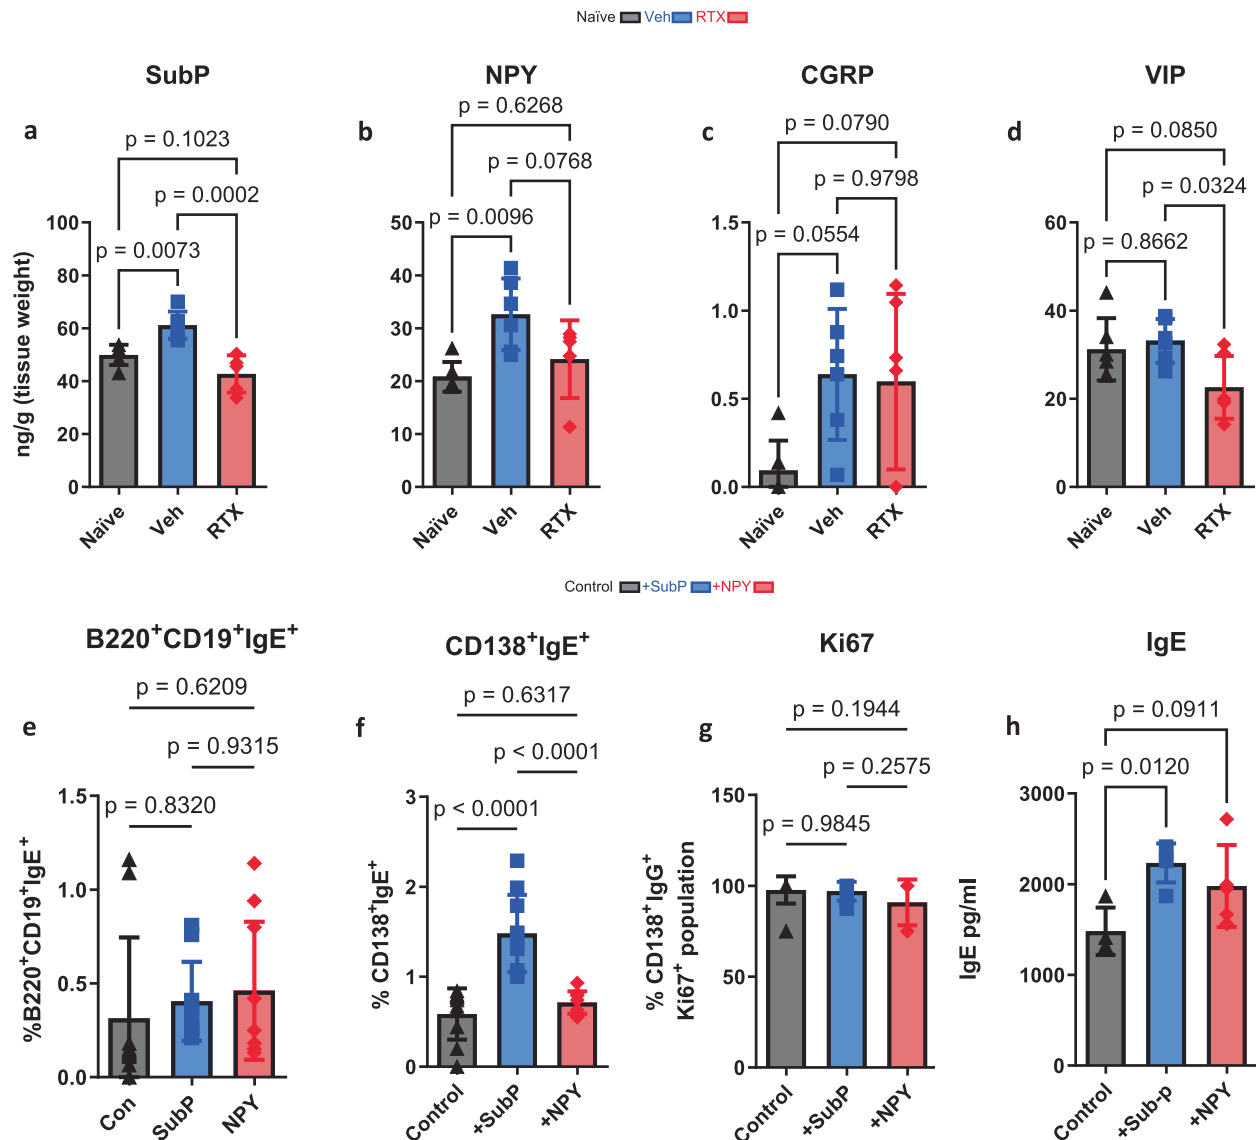 Naïve Veh RTX
SubP NPY CGRP VIP
a b c d
p = 0.1023
p = 0.0002
p = 0.0073
p = 0.6268
p = 0.0768
p = 0.0096
p = 0.0790
p = 0.9798
p = 0.0554
p = 0.0850
p = 0.0324
p = 0.8662
ng/g (tissue weight)
100
80
60
40
20
0
Naïve Veh RTX
50
40
30
20
10
0
Naïve Veh RTX
1.5
1.0
0.5
0.0
Naïve Veh RTX
60
40
20
0
Naïve Veh RTX
Control +SubP +NPY
B220+CD19+IgE+ CD138+IgE+ Ki67 IgE
e f g h
p = 0.6209
p = 0.9315
p = 0.8320
p = 0.6317
p < 0.0001
p < 0.0001
p = 0.1944
p = 0.2575
p = 0.9845
p = 0.0911
p = 0.0120
%B220+CD19+IgE+
1.5
1.0
0.5
0.0
Con SubP NPY
% CD138+IgE+
3
2
1
0
Control +SubP +NPY
% CD138+IgG+
Ki67+ population
150
100
50
0
Control +SubP +NPY
IgE pg/ml
3000
2000
1000
0
Control +Sub-p +NPY